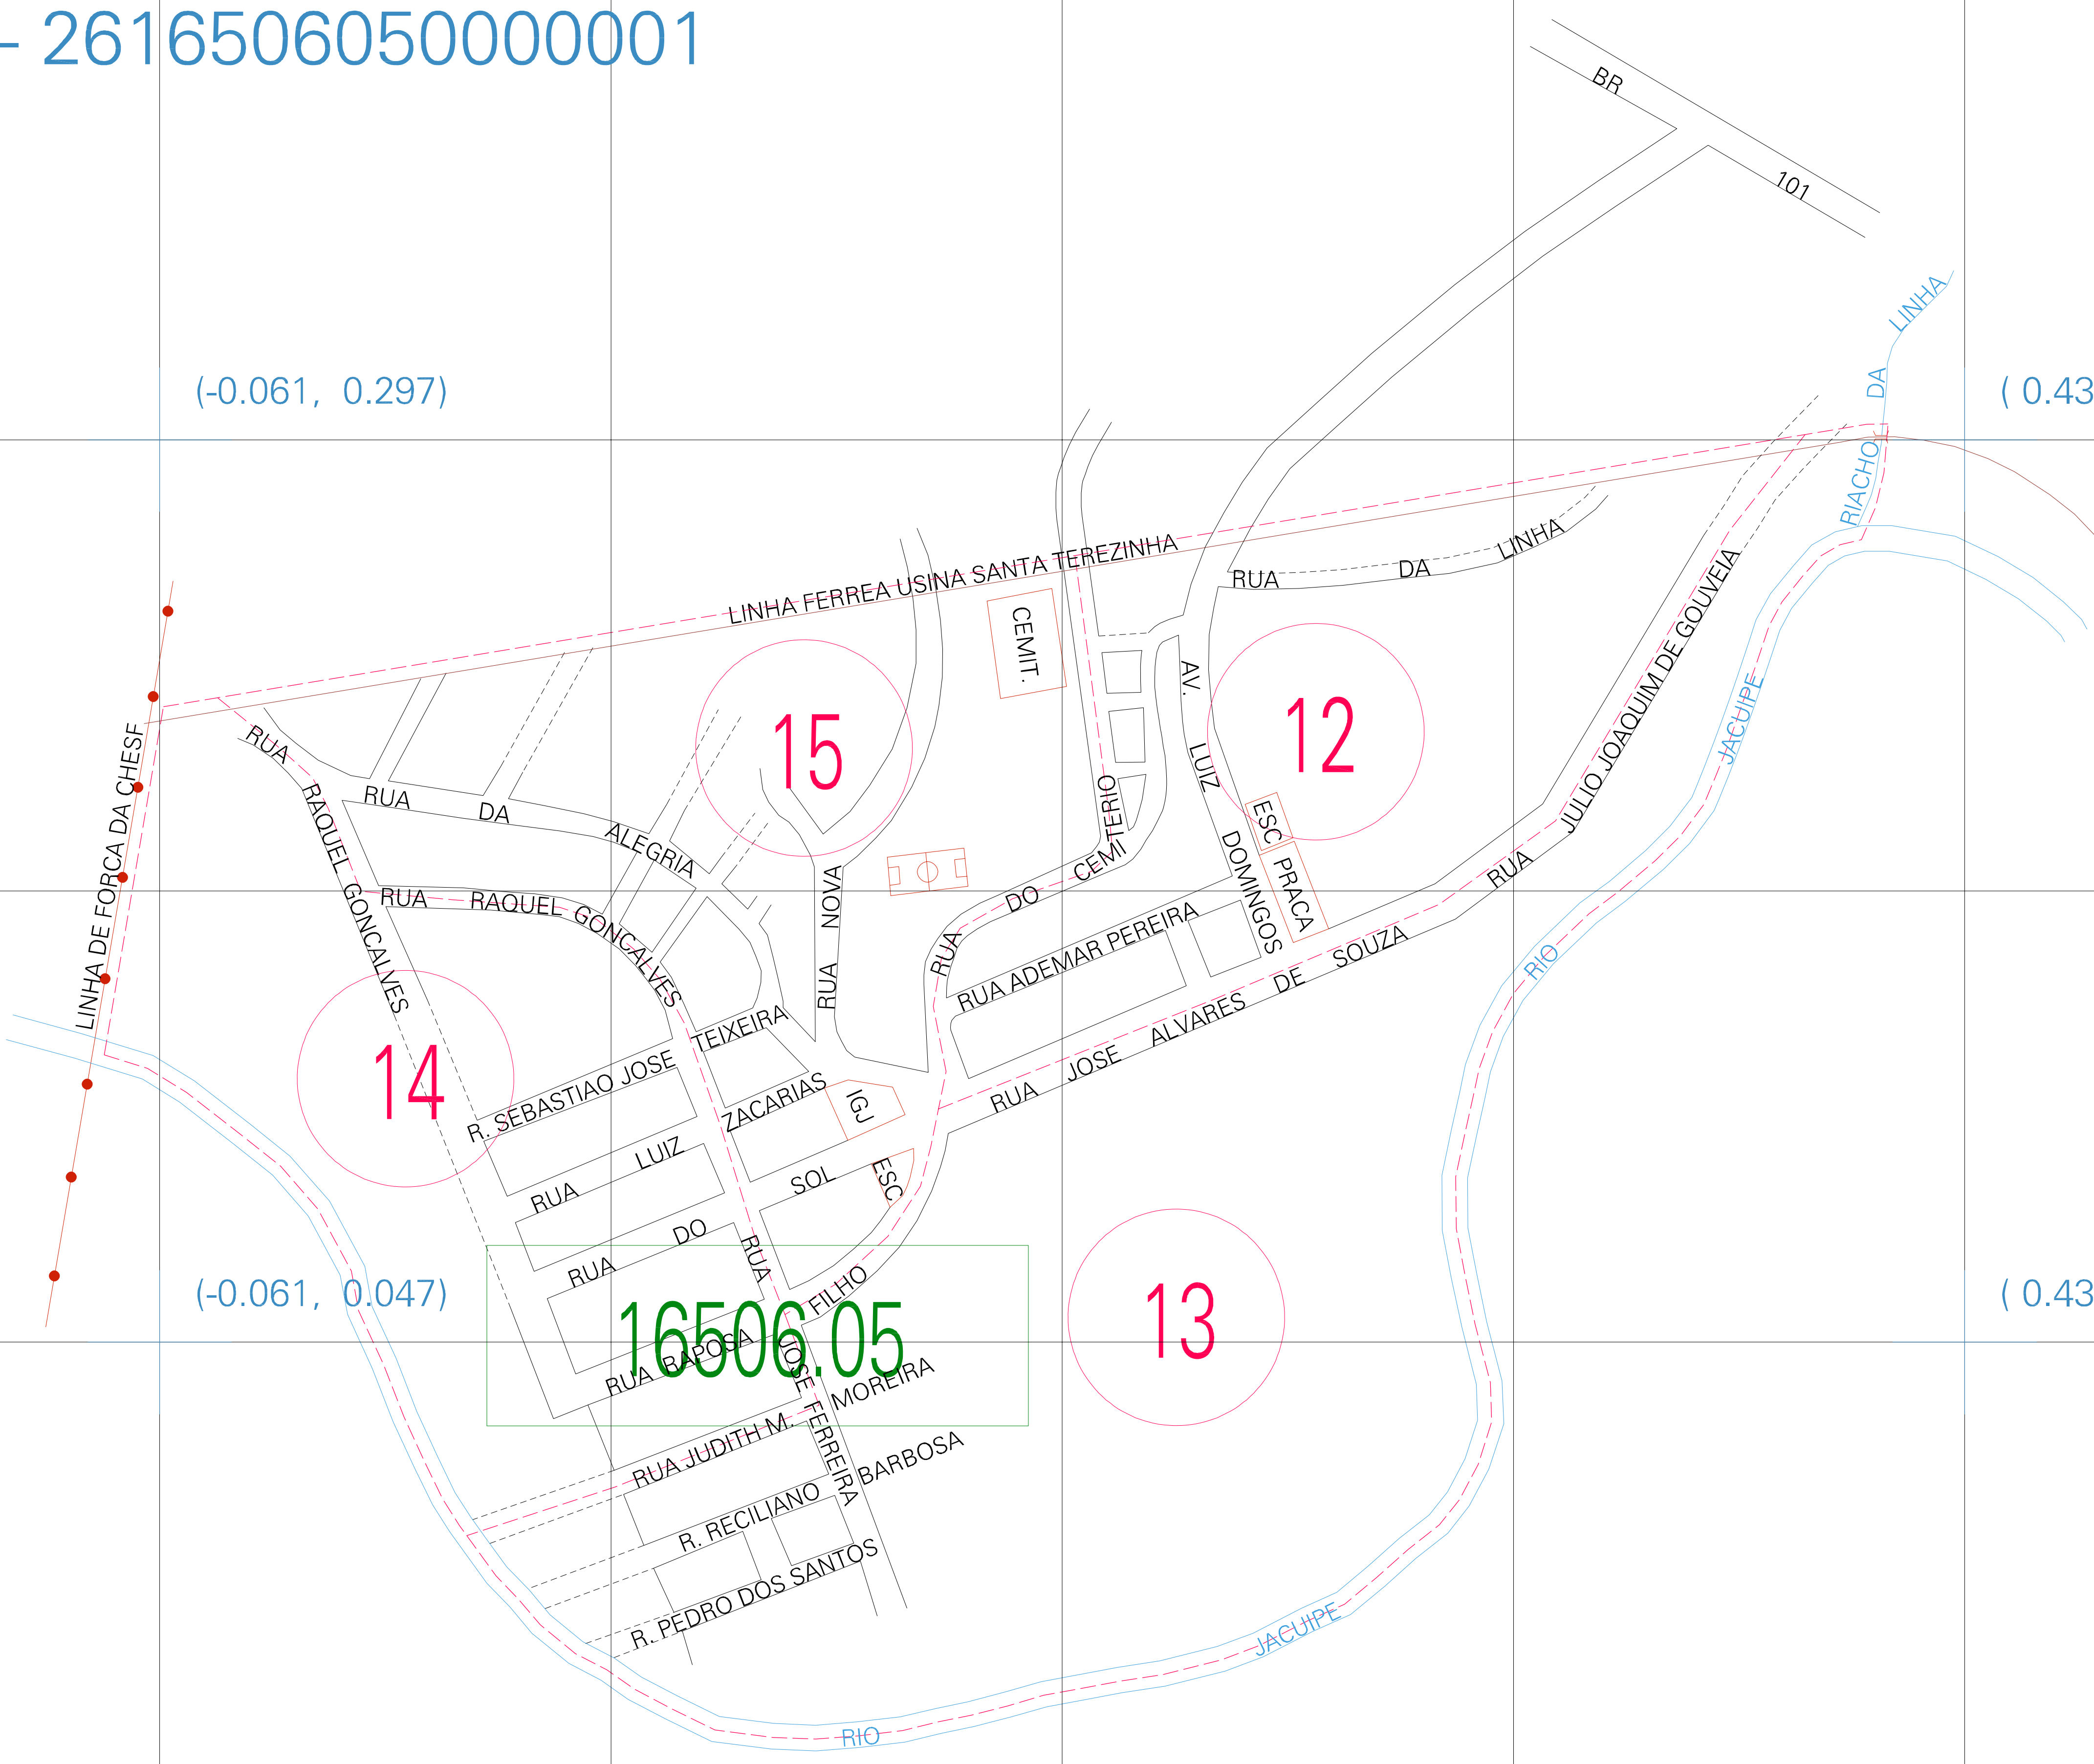 - 261650605000001
BR
101
LINHA
DA
RIACHO
(-0.061, 0.297)
( 0.43
LINHA FERREA USINA SANTA TEREZINHA
CEMIT.
RUA DA LINHA
AV. LUIZ DOMINGOS
15
12
RUA JULIO JOAQUIM DE GOUVEIA
JACUIPE
RIO
LINHA DE FORCA DA CHESF
RUA RAQUEL GONCALVES
RUA DA ALEGRIA
RUA RAQUEL GONCALVES
RUA NOVA
RUA
RUA DO CEMI TERIO
ESC
PRACA
RUA ADEMAR PEREIRA
RUA JOSE ALVARES DE SOUZA
14
R. SEBASTIAO JOSE TEIXEIRA
RUA LUIZ ZACARIAS
IGJ
RUA DO SOL
ESC
(-0.061, 0.047)
( 0.43
16506.05
13
RUA JOSE FERREIRA
FILHO
RUA RAPOSA
RUA JUDITH M. MOREIRA
R. RECILIANO BARBOSA
R. PEDRO DOS SANTOS
JACUIPE
RIO